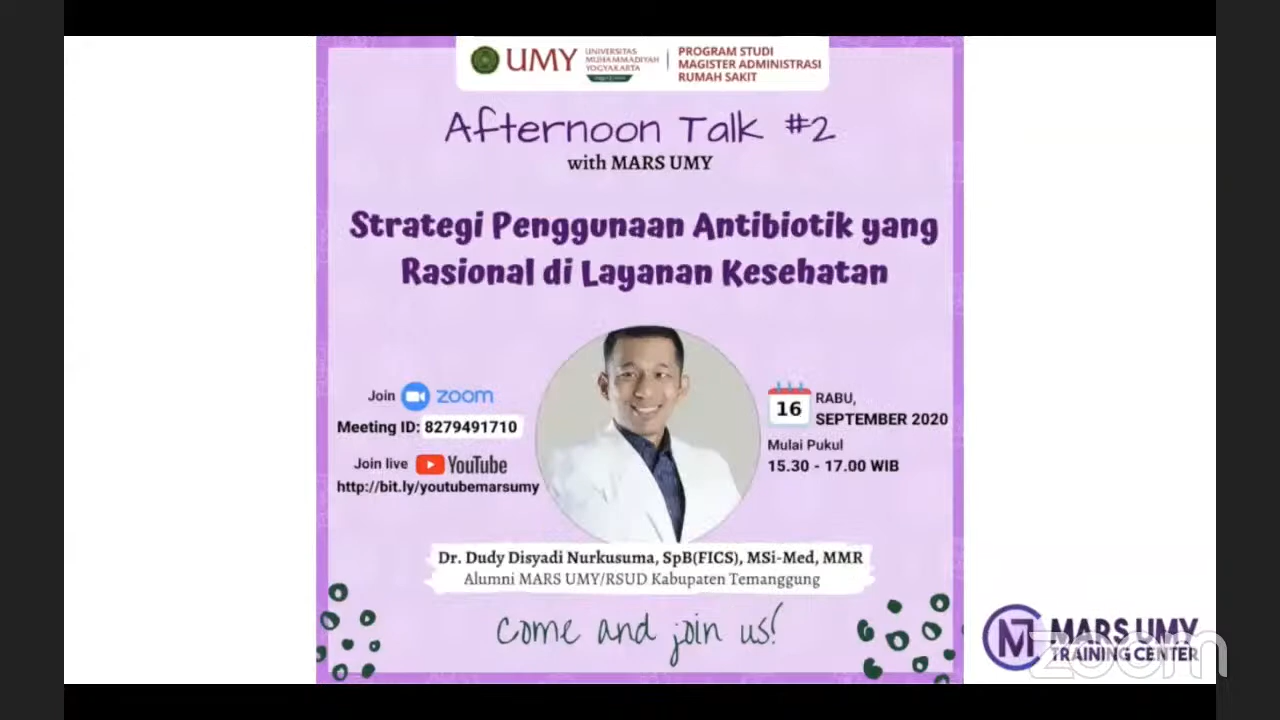 UMY
UNIVERSITAS
MUHAMMADIYAH
YOGYAKARTA
PROGRAM STUDI
MAGISTER ADMINISTRASI
RUMAH SAKIT
Afternoon Talk #2
with MARS UMY
Strategi Penggunaan Antibiotik yang
Rasional di Layanan Kesehatan
Join zoom
Meeting ID: 8279491710
Join live YouTube
http://bit.ly/youtubemarsumy
16
RABU,
SEPTEMBER 2020
Mulai Pukul
15.30 - 17.00 WIB
Dr. Dudy Disyadi Nurkusuma, SpB(FICS), MSi-Med, MMR
Alumni MARS UMY/RSUD Kabupaten Temanggung
come and join us!
MARS UMY
TRAINING CENTER
zoom